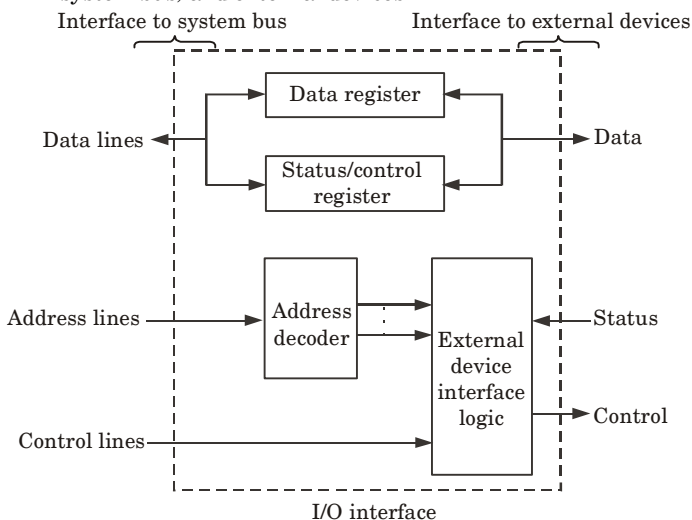 Interface to system bus
Interface to external devices
Data register
Data lines
Data
Status/control
register
Address lines
Address
decoder
External
device
interface
logic
Status
Control
Control lines
I/O interface